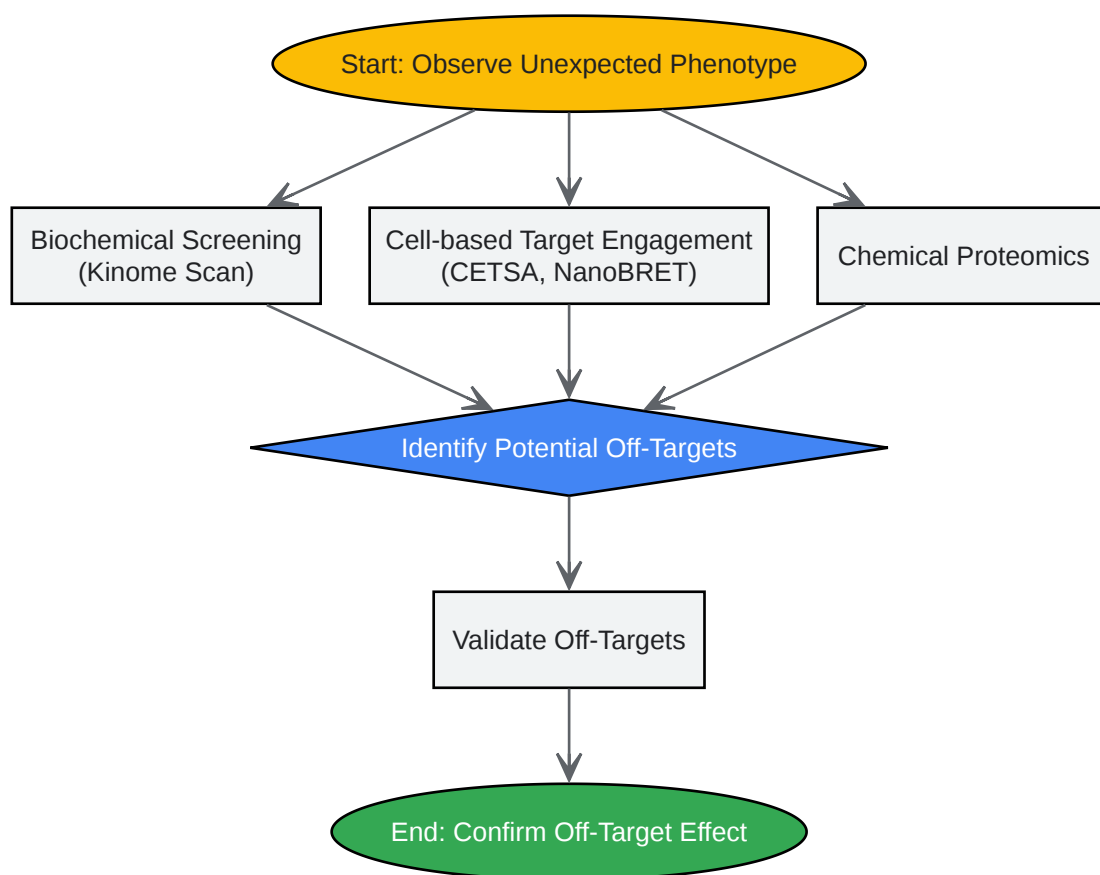 Start: Observe Unexpected Phenotype
Biochemical Screening
(Kinome Scan)
Cell-based Target Engagement
(CETSA, NanoBRET)
Chemical Proteomics
Identify Potential Off-Targets
Validate Off-Targets
End: Confirm Off-Target Effect